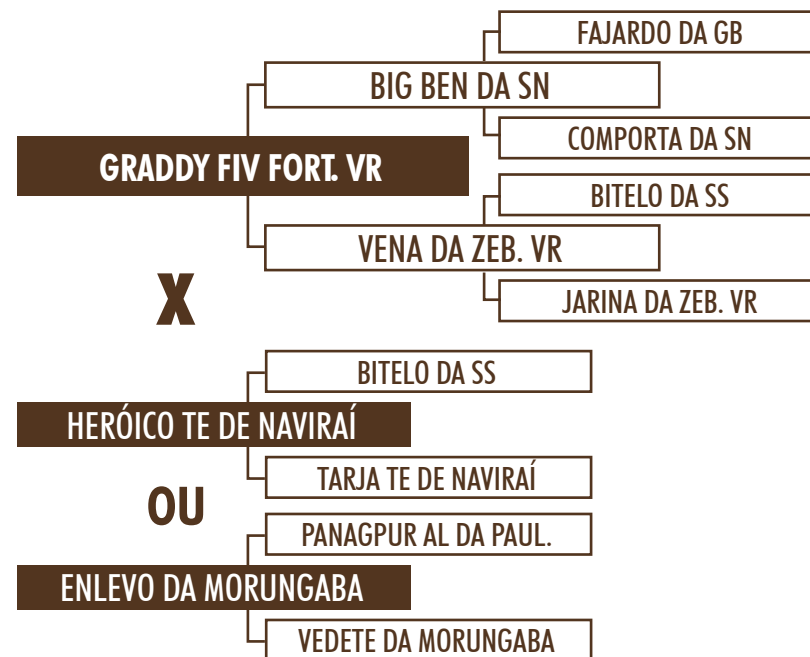 FAJARDO DA GB
BIG BEN DA SN
COMPORTA DA SN
GRADDY FIV FORT. VR
BITELO DA SS
VENA DA ZEB. VR
JARINA DA ZEB. VR
X
BITELO DA SS
HERÓICO TE DE NAVIRAÍ
TARJA TE DE NAVIRAÍ
OU
PANAGPUR AL DA PAUL.
ENLEVO DA MORUNGABA
VEDETE DA MORUNGABA